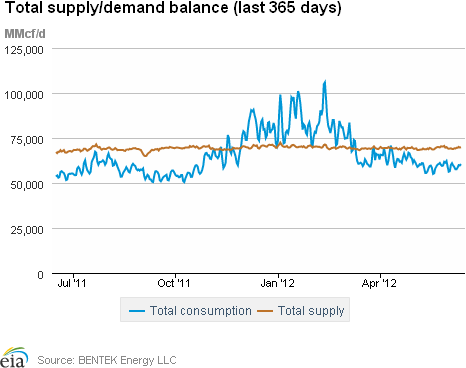 Total supply/demand balance (last 365 days)
MMcf/d
125,000
100,000
75,000
50,000
25,000
0
Jul '11 Oct '11 Jan '12 Apr '12
Total consumption Total supply
eia Source: BENTEK Energy LLC